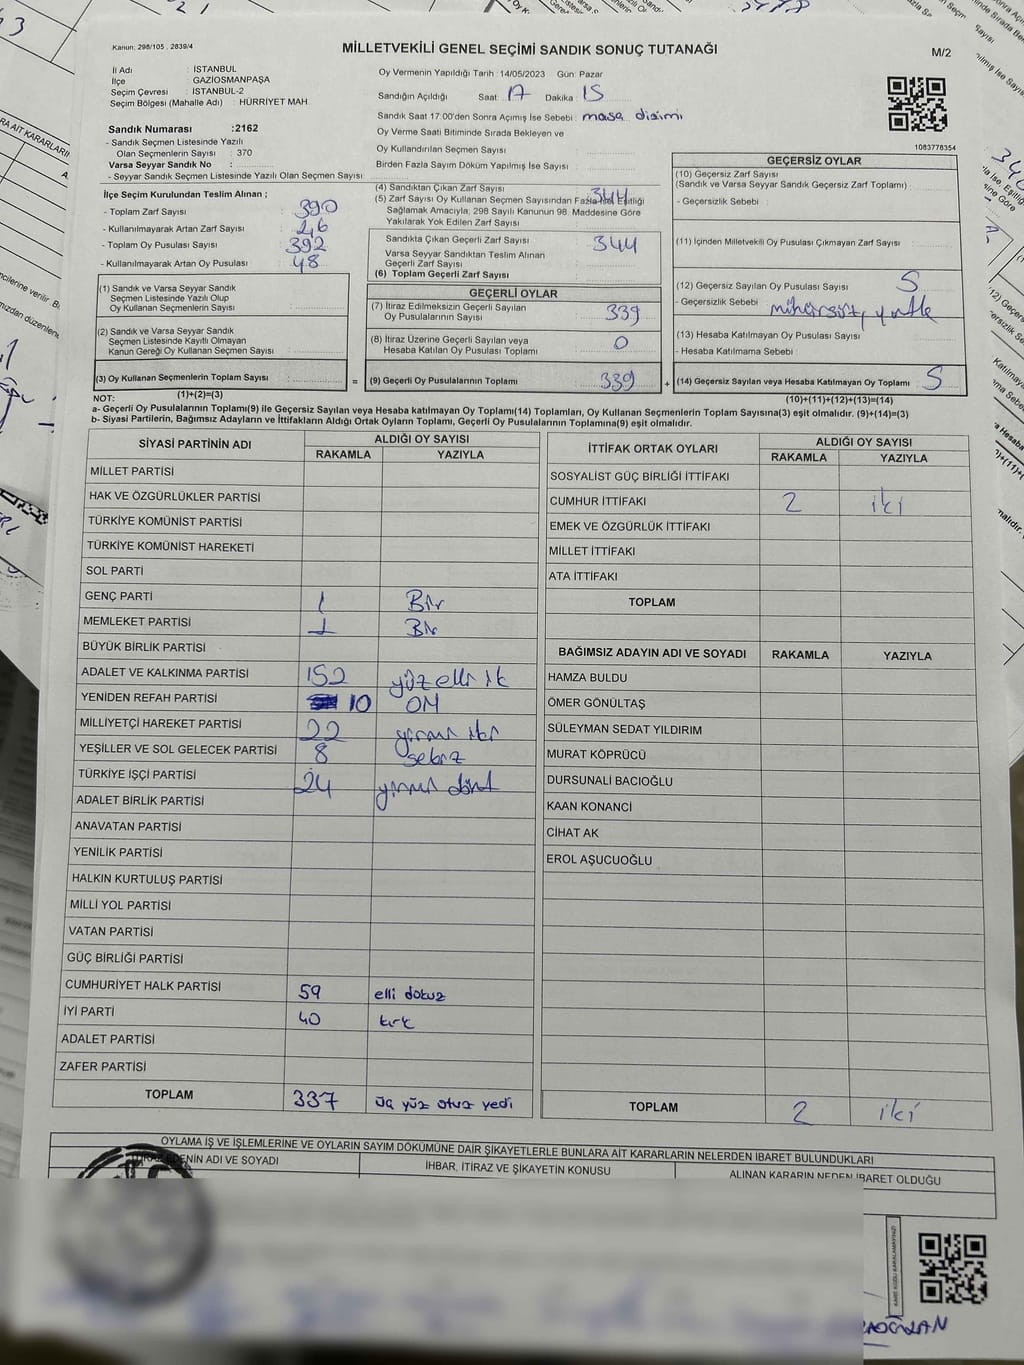 Kanun: 298/105 , 2839/4
MİLLETVEKİLİ GENEL SEÇİMİ SANDIK SONUÇ TUTANAĞI
M/2
İl Adı : İSTANBUL
İlçe : GAZİOSMANPAŞA
Seçim Çevresi : İSTANBUL-2
Seçim Bölgesi (Mahalle Adı) : HÜRRİYET MAH
Sandık Numarası :2162
- Sandık Seçmen Listesinde Yazılı
Olan Seçmenlerin Sayısı : 370
Varsa Seyyar Sandık No :
- Seyyar Sandık Seçmen Listesinde Yazılı Olan Seçmen Sayısı :
İlçe Seçim Kurulundan Teslim Alınan ;
- Toplam Zarf Sayısı : 390
- Kullanılmayarak Artan Zarf Sayısı : 46
- Toplam Oy Pusulası Sayısı : 392
- Kullanılmayarak Artan Oy Pusulası : 48
(1) Sandık ve Varsa Seyyar Sandık
Seçmen Listesinde Yazılı Olup
Oy Kullanan Seçmenlerin Sayısı :
(2) Sandık ve Varsa Seyyar Sandık
Seçmen Listesinde Kayıtlı Olmayan
Kanun Gereği Oy Kullanan Seçmen Sayısı :
(3) Oy Kullanan Seçmenlerin Toplam Sayısı :
(1)+(2)=(3)
Oy Vermenin Yapıldığı Tarih : 14/05/2023 Gün: Pazar
Sandığın Açıldığı Saat : 17 Dakika : 15
Sandık Saat 17:00'den Sonra Açımış İse Sebebi : masa dizimi
Oy Verme Saati Bitiminde Sırada Bekleyen ve
Oy Kullandırılan Seçmen Sayısı :
Birden Fazla Sayım Döküm Yapılmış İse Sayısı :
(4) Sandıktan Çıkan Zarf Sayısı : 344
(5) Zarf Sayısı Oy Kullanan Seçmen Sayısından Fazla İse, Eşitliği
Sağlamak Amacıyla; 298 Sayılı Kanunun 98. Maddesine Göre
Yakılarak Yok Edilen Zarf Sayısı :
Sandıkta Çıkan Geçerli Zarf Sayısı : 344
Varsa Seyyar Sandıktan Teslim Alınan
Geçerli Zarf Sayısı :
(6) Toplam Geçerli Zarf Sayısı :
GEÇERLİ OYLAR
(7) İtiraz Edilmeksizin Geçerli Sayılan
Oy Pusulalarının Sayısı : 339
(8) İtiraz Üzerine Geçerli Sayılan veya
Hesaba Katılan Oy Pusulası Toplamı : 0
= (9) Geçerli Oy Pusulalarının Toplamı : 339 +
1083778354
GEÇERSİZ OYLAR
(10) Geçersiz Zarf Sayısı
(Sandık ve Varsa Seyyar Sandık Geçersiz Zarf Toplamı) :
- Geçersizlik Sebebi :
(11) İçinden Milletvekili Oy Pusulası Çıkmayan Zarf Sayısı :
(12) Geçersiz Sayılan Oy Pusulası Sayısı : 5
- Geçersizlik Sebebi : mühürsüz, yırtık
(13) Hesaba Katılmayan Oy Pusulası Sayısı :
- Hesaba Katılmama Sebebi :
(14) Geçersiz Sayılan veya Hesaba Katılmayan Oy Toplamı : 5
(10)+(11)+(12)+(13)=(14)
NOT:
a- Geçerli Oy Pusulalarının Toplamı(9) ile Geçersiz Sayılan veya Hesaba katılmayan Oy Toplamı(14) Toplamları, Oy Kullanan Seçmenlerin Toplam Sayısına(3) eşit olmalıdır. (9)+(14)=(3)
b- Siyasi Partilerin, Bağımsız Adayların ve İttifakların Aldığı Ortak Oyların Toplamı, Geçerli Oy Pusulalarının Toplamına(9) eşit olmalıdır.
SİYASİ PARTİNİN ADI
ALDIĞI OY SAYISI
RAKAMLA YAZIYLA
MİLLET PARTİSİ
HAK VE ÖZGÜRLÜKLER PARTİSİ
TÜRKİYE KOMÜNİST PARTİSİ
TÜRKİYE KOMÜNİST HAREKETİ
SOL PARTİ
GENÇ PARTİ 1 Bir
MEMLEKET PARTİSİ 1 Bir
BÜYÜK BİRLİK PARTİSİ
ADALET VE KALKINMA PARTİSİ 152 yüzelli ik
YENİDEN REFAH PARTİSİ 10 ON
MİLLİYETÇİ HAREKET PARTİSİ 22 yirmi iki
YEŞİLLER VE SOL GELECEK PARTİSİ 8 sekiz
TÜRKİYE İŞÇİ PARTİSİ 24 yirmi dört
ADALET BİRLİK PARTİSİ
ANAVATAN PARTİSİ
YENİLİK PARTİSİ
HALKIN KURTULUŞ PARTİSİ
MİLLİ YOL PARTİSİ
VATAN PARTİSİ
GÜÇ BİRLİĞİ PARTİSİ
CUMHURİYET HALK PARTİSİ 59 elli dokuz
İYİ PARTİ 40 kırk
ADALET PARTİSİ
ZAFER PARTİSİ
TOPLAM 337 üç yüz otuz yedi
İTTİFAK ORTAK OYLARI
ALDIĞI OY SAYISI
RAKAMLA YAZIYLA
SOSYALİST GÜÇ BİRLİĞİ İTTİFAKI
CUMHUR İTTİFAKI 2 iki
EMEK VE ÖZGÜRLÜK İTTİFAKI
MİLLET İTTİFAKI
ATA İTTİFAKI
TOPLAM
BAĞIMSIZ ADAYIN ADI VE SOYADI RAKAMLA YAZIYLA
HAMZA BULDU
ÖMER GÖNÜLTAŞ
SÜLEYMAN SEDAT YILDIRIM
MURAT KÖPRÜCÜ
DURSUNALİ BACIOĞLU
KAAN KONANCİ
CİHAT AK
EROL AŞUCUOĞLU
TOPLAM 2 iki
OYLAMA İŞ VE İŞLEMLERİNE VE OYLARIN SAYIM DÖKÜMÜNE DAİR ŞİKAYETLERLE BUNLARA AİT KARARLARIN NELERDEN İBARET BULUNDUKLARI
İTİRAZ EDENİN ADI VE SOYADI
İHBAR, İTİRAZ VE ŞİKAYETİN KONUSU
ALINAN KARARIN NEDEN İBARET OLDUĞU